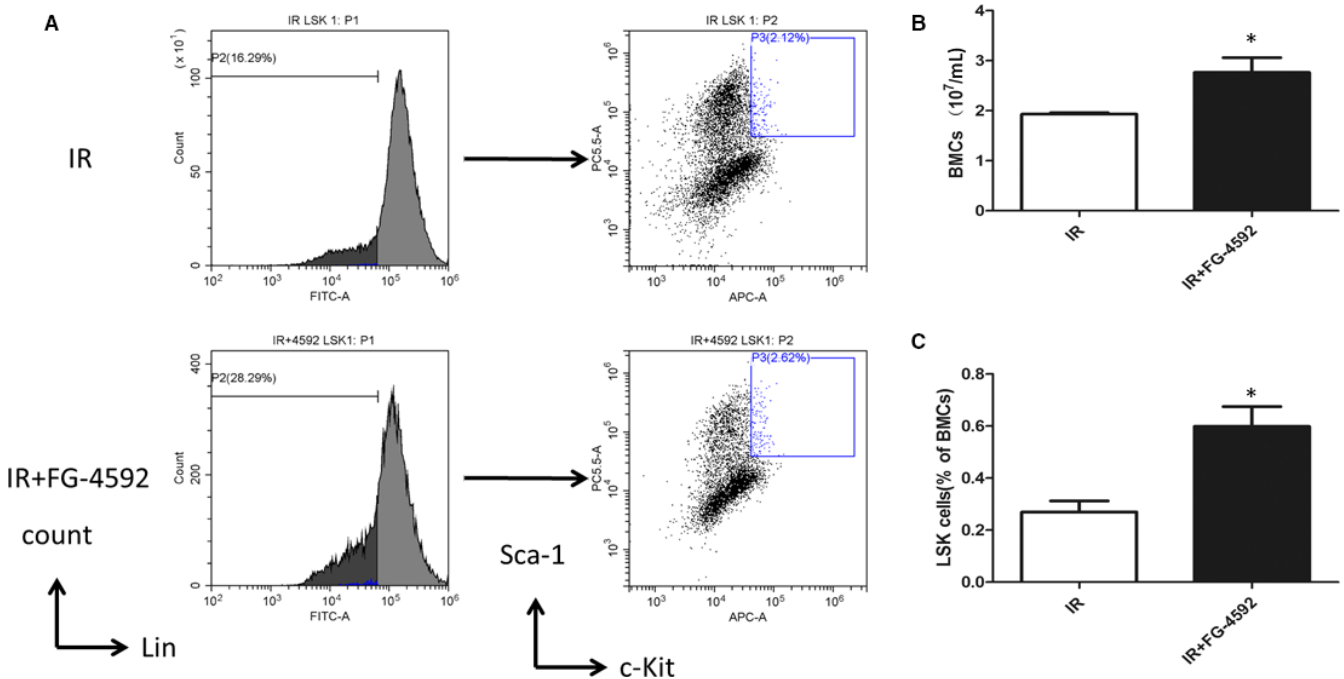 A
IR
IR LSK 1: P1
(x 10¹)
P2(16.29%)
100
50
0
Count
10² 10³ 10⁴ 10⁵ 10⁶
FITC-A
IR LSK 1: P2
P3(2.12%)
10⁶
10⁵
10⁴
10³
PC5.5-A
10³ 10⁴ 10⁵ 10⁶
APC-A
IR+FG-4592
IR+4592 LSK1: P1
P2(28.29%)
400
200
0
Count
10² 10³ 10⁴ 10⁵ 10⁶
FITC-A
IR+4592 LSK1: P2
P3(2.62%)
10⁶
10⁵
10⁴
10³
PC5.5-A
10³ 10⁴ 10⁵ 10⁶
APC-A
count
Lin
Sca-1
c-Kit
B
BMCs (10⁷/mL)
4
3
2
1
0
*
IR
IR+FG-4592
C
LSK cells(% of BMCs)
0.8
0.6
0.4
0.2
0.0
*
IR
IR+FG-4592